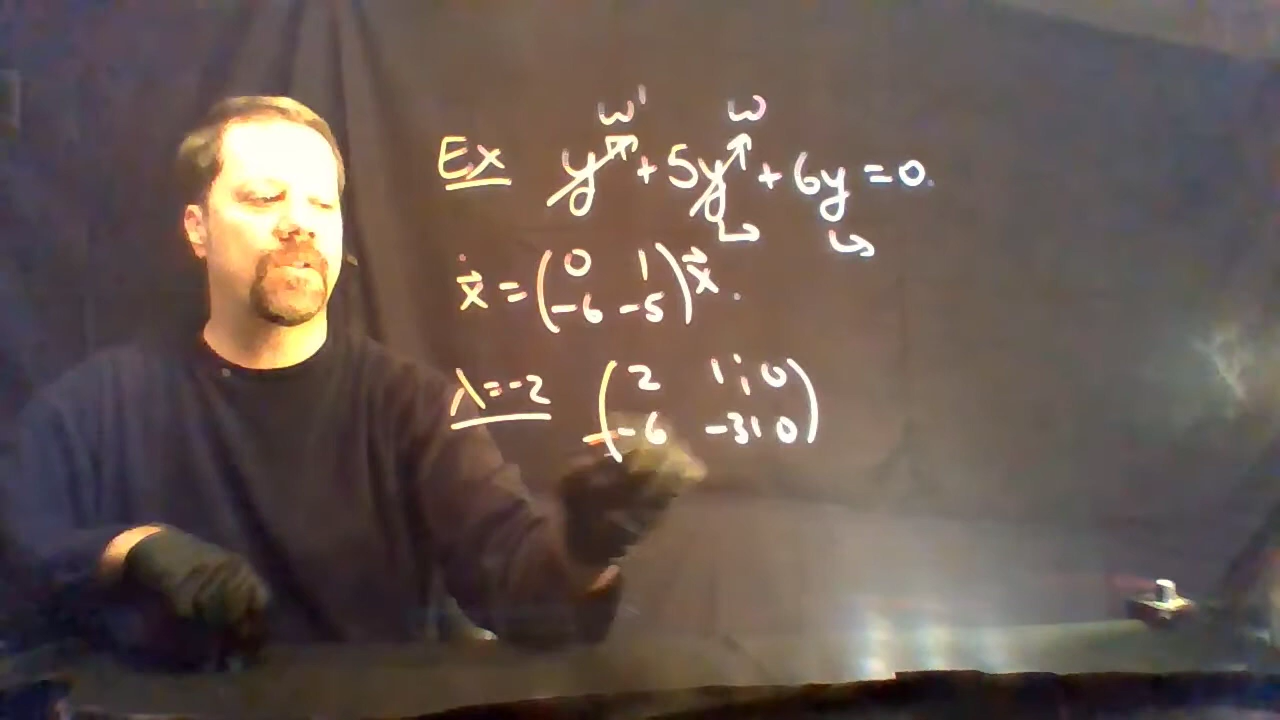 w' w
Ex y + 5y + 6y = 0.
ẋ = (0 1 -6 -5) x⃗.
λ=-2 (2 1 ¦ 0 -6 -3 ¦ 0)